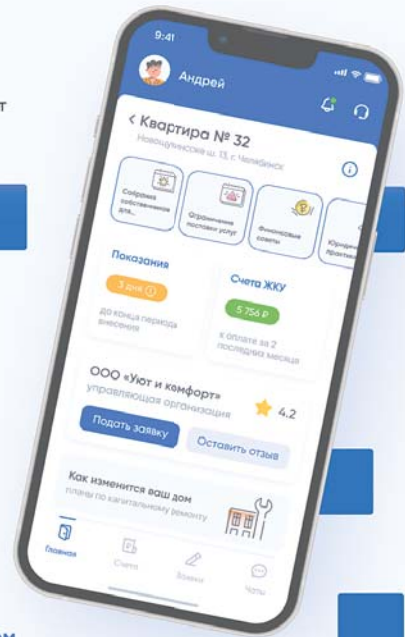 т
9:41
Андрей
< Квартира № 32
г. Челябинск
Собрания
собственников
для...
Ограничение
поставки услуг
Финансовые
советы
Показания
3 дня
до конца периода
внесения
Счета ЖКУ
5 756 ₽
к оплате за 2
последних месяца
ООО «Уют и комфорт»
управляющая организация
4.2
Подать заявку
Оставить отзыв
Как изменится ваш дом
планы по капитальному ремонту
Главная
Счета
Заявки
Чаты